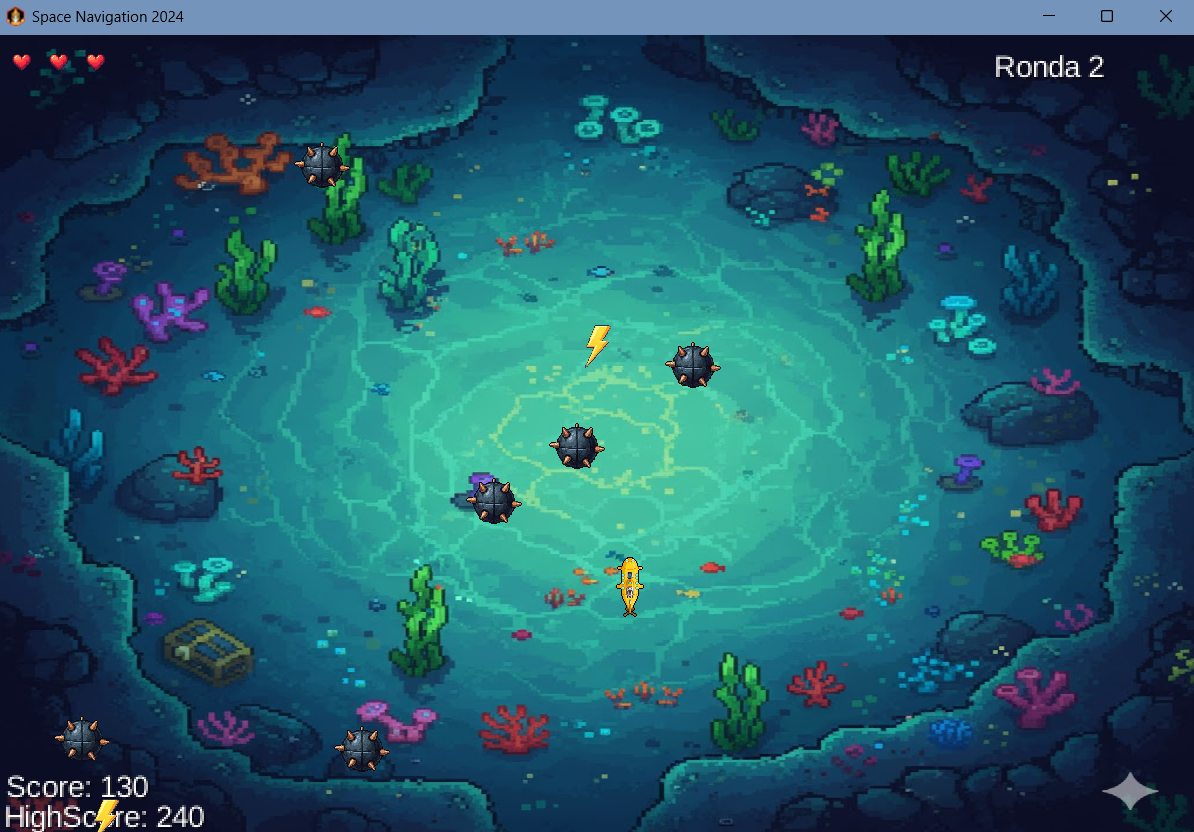 Space Navigation 2024
Ronda 2
Score: 130
HighScore: 240